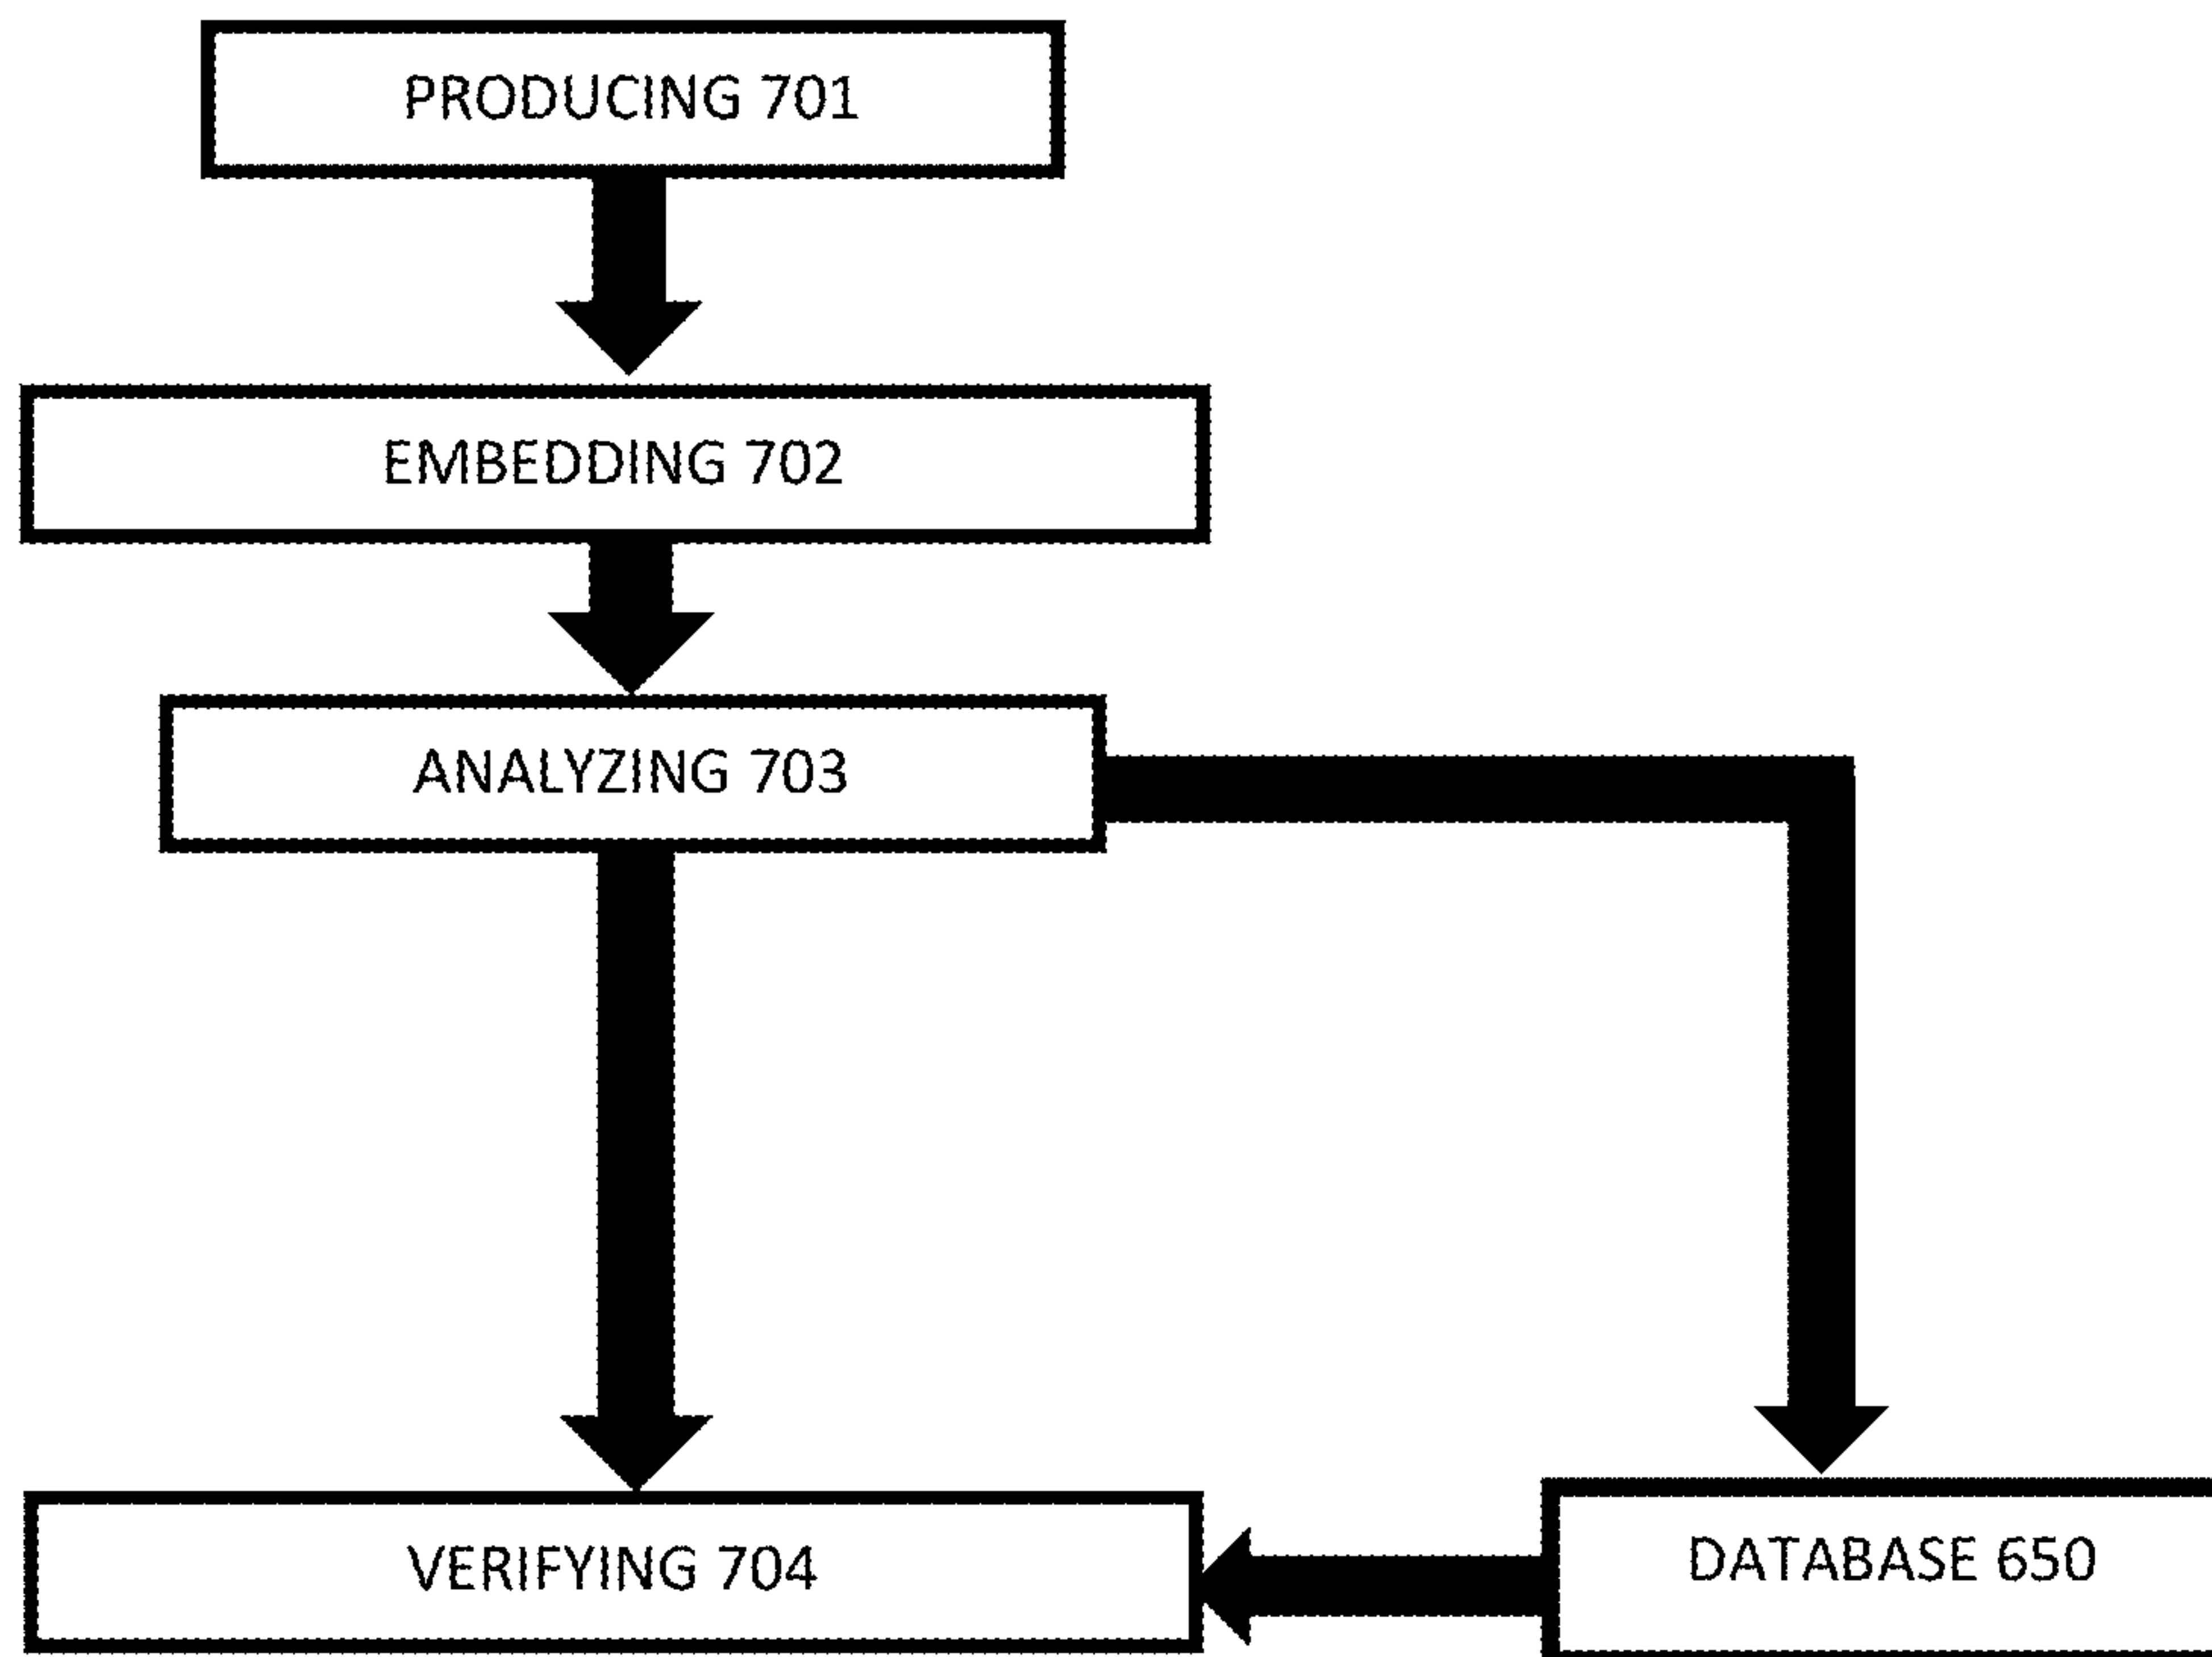 PRODUCING 701
EMBEDDING 702
ANALYZING 703
VERIFYING 704
DATABASE 650